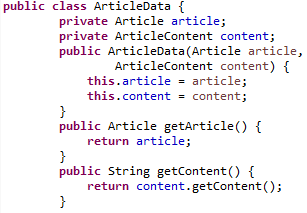 public class ArticleData {
        private Article article;
        private ArticleContent content;
        public ArticleData(Article article,
                ArticleContent content) {
            this.article = article;
            this.content = content;
        }
        public Article getArticle() {
            return article;
        }
        public String getContent() {
            return content.getContent();
        }